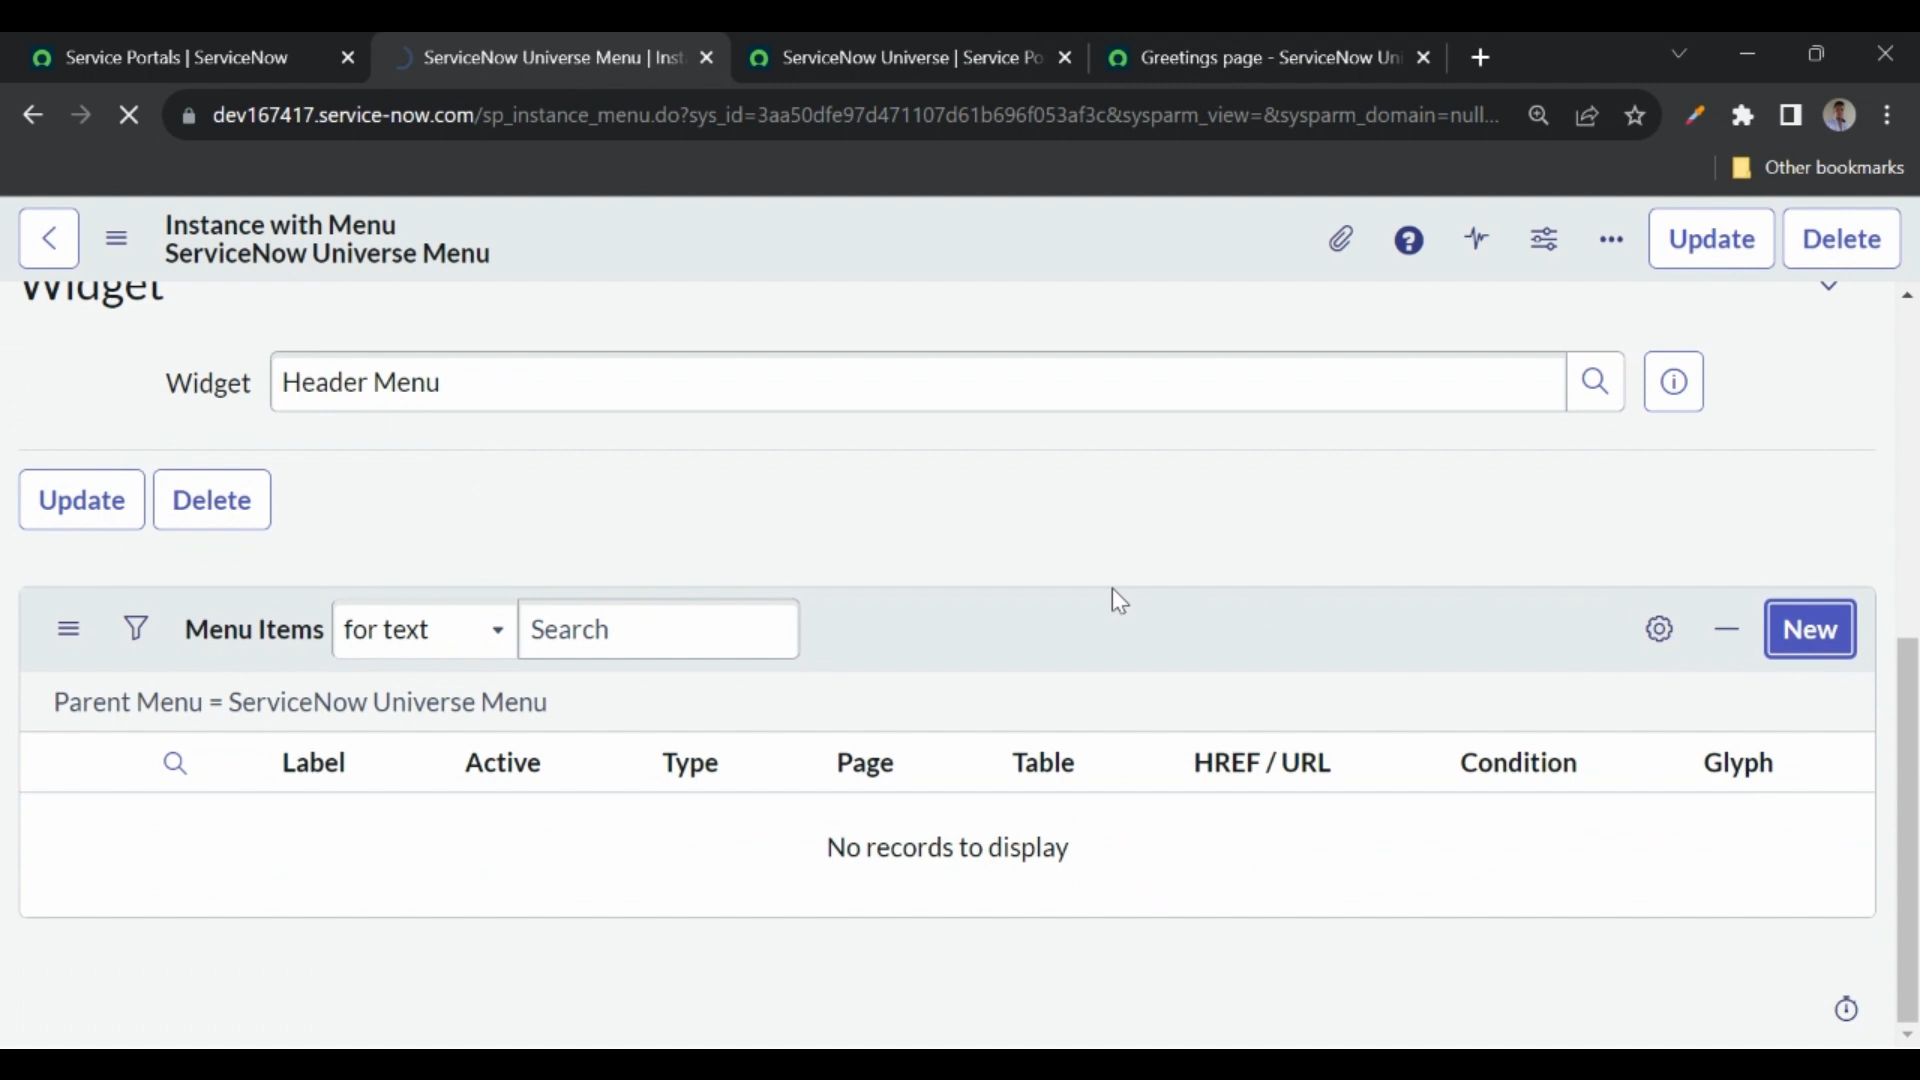 Service Portals | ServiceNow
ServiceNow Universe Menu | Inst
ServiceNow Universe | Service Po
Greetings page - ServiceNow Uni
dev167417.service-now.com/sp_instance_menu.do?sys_id=3aa50dfe97d471107d61b696f053af3c&sysparm_view=&sysparm_domain=null...
Other bookmarks
Instance with Menu
ServiceNow Universe Menu
Update
Delete
Widget
Widget
Header Menu
Update
Delete
Menu Items
for text
Search
New
Parent Menu = ServiceNow Universe Menu
Label
Active
Type
Page
Table
HREF / URL
Condition
Glyph
No records to display